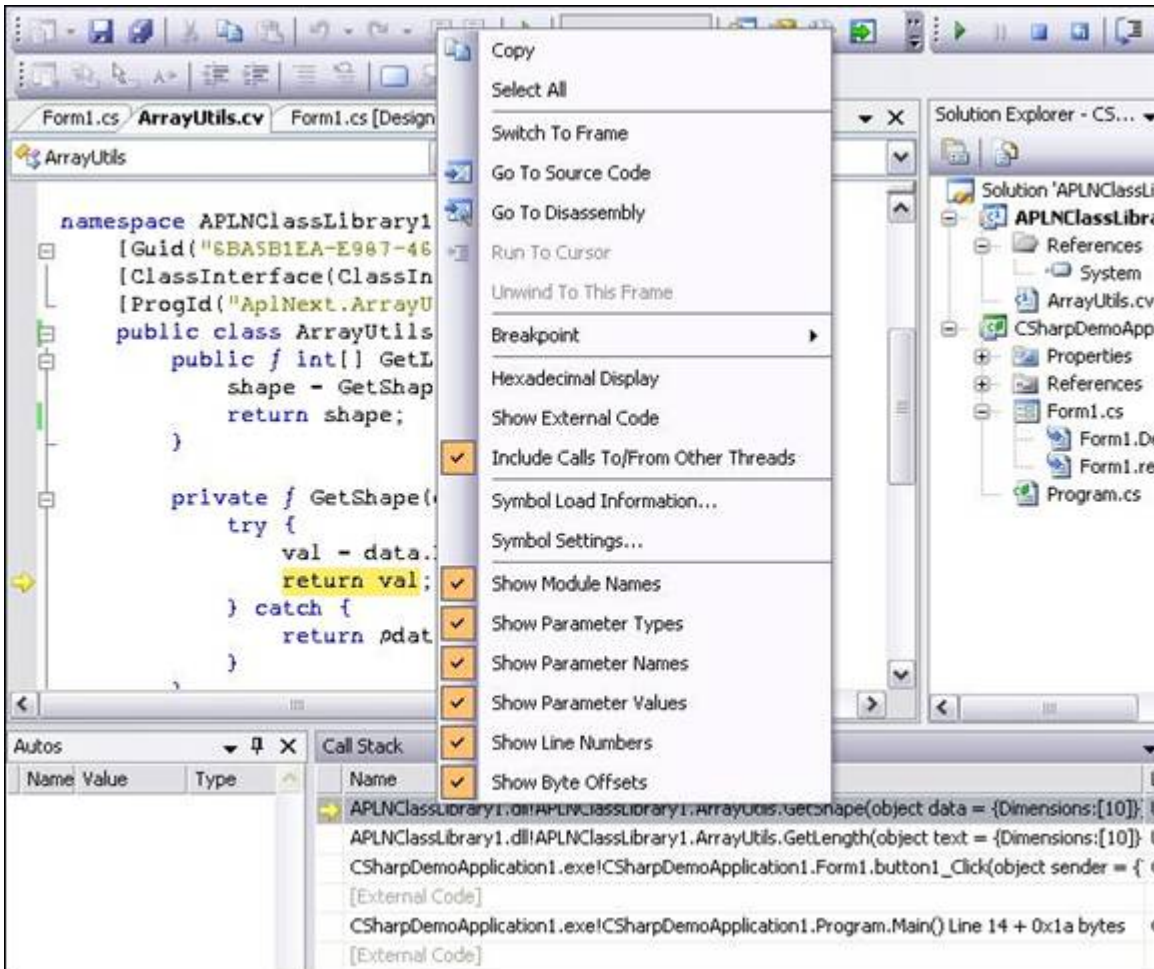 Form1.cs ArrayUtils.cv Form1.cs [Design
ArrayUtils
namespace APLNClassLibrary1
[Guid("6BA5B1EA-E987-46
[ClassInterface(ClassIn
[ProgId("AplNext.ArrayU
public class ArrayUtils
public ƒ int[] GetL
shape = GetShap
return shape;
}
private ƒ GetShape(
try {
val = data.
return val;
} catch {
return ⍴dat
}
Copy
Select All
Switch To Frame
Go To Source Code
Go To Disassembly
Run To Cursor
Unwind To This Frame
Breakpoint
Hexadecimal Display
Show External Code
Include Calls To/From Other Threads
Symbol Load Information...
Symbol Settings...
Show Module Names
Show Parameter Types
Show Parameter Names
Show Parameter Values
Show Line Numbers
Show Byte Offsets
Solution Explorer - CS...
Solution 'APLNClassLi
APLNClassLibra
References
System
ArrayUtils.cv
CSharpDemoApp
Properties
References
Form1.cs
Form1.De
Form1.re
Program.cs
Autos
Name Value Type
Call Stack
Name
APLNClassLibrary1.dll!APLNClassLibrary1.ArrayUtils.GetShape(object data = {Dimensions:[10]}
APLNClassLibrary1.dll!APLNClassLibrary1.ArrayUtils.GetLength(object text = {Dimensions:[10]}
CSharpDemoApplication1.exe!CSharpDemoApplication1.Form1.button1_Click(object sender = {
[External Code]
CSharpDemoApplication1.exe!CSharpDemoApplication1.Program.Main() Line 14 + 0x1a bytes
[External Code]